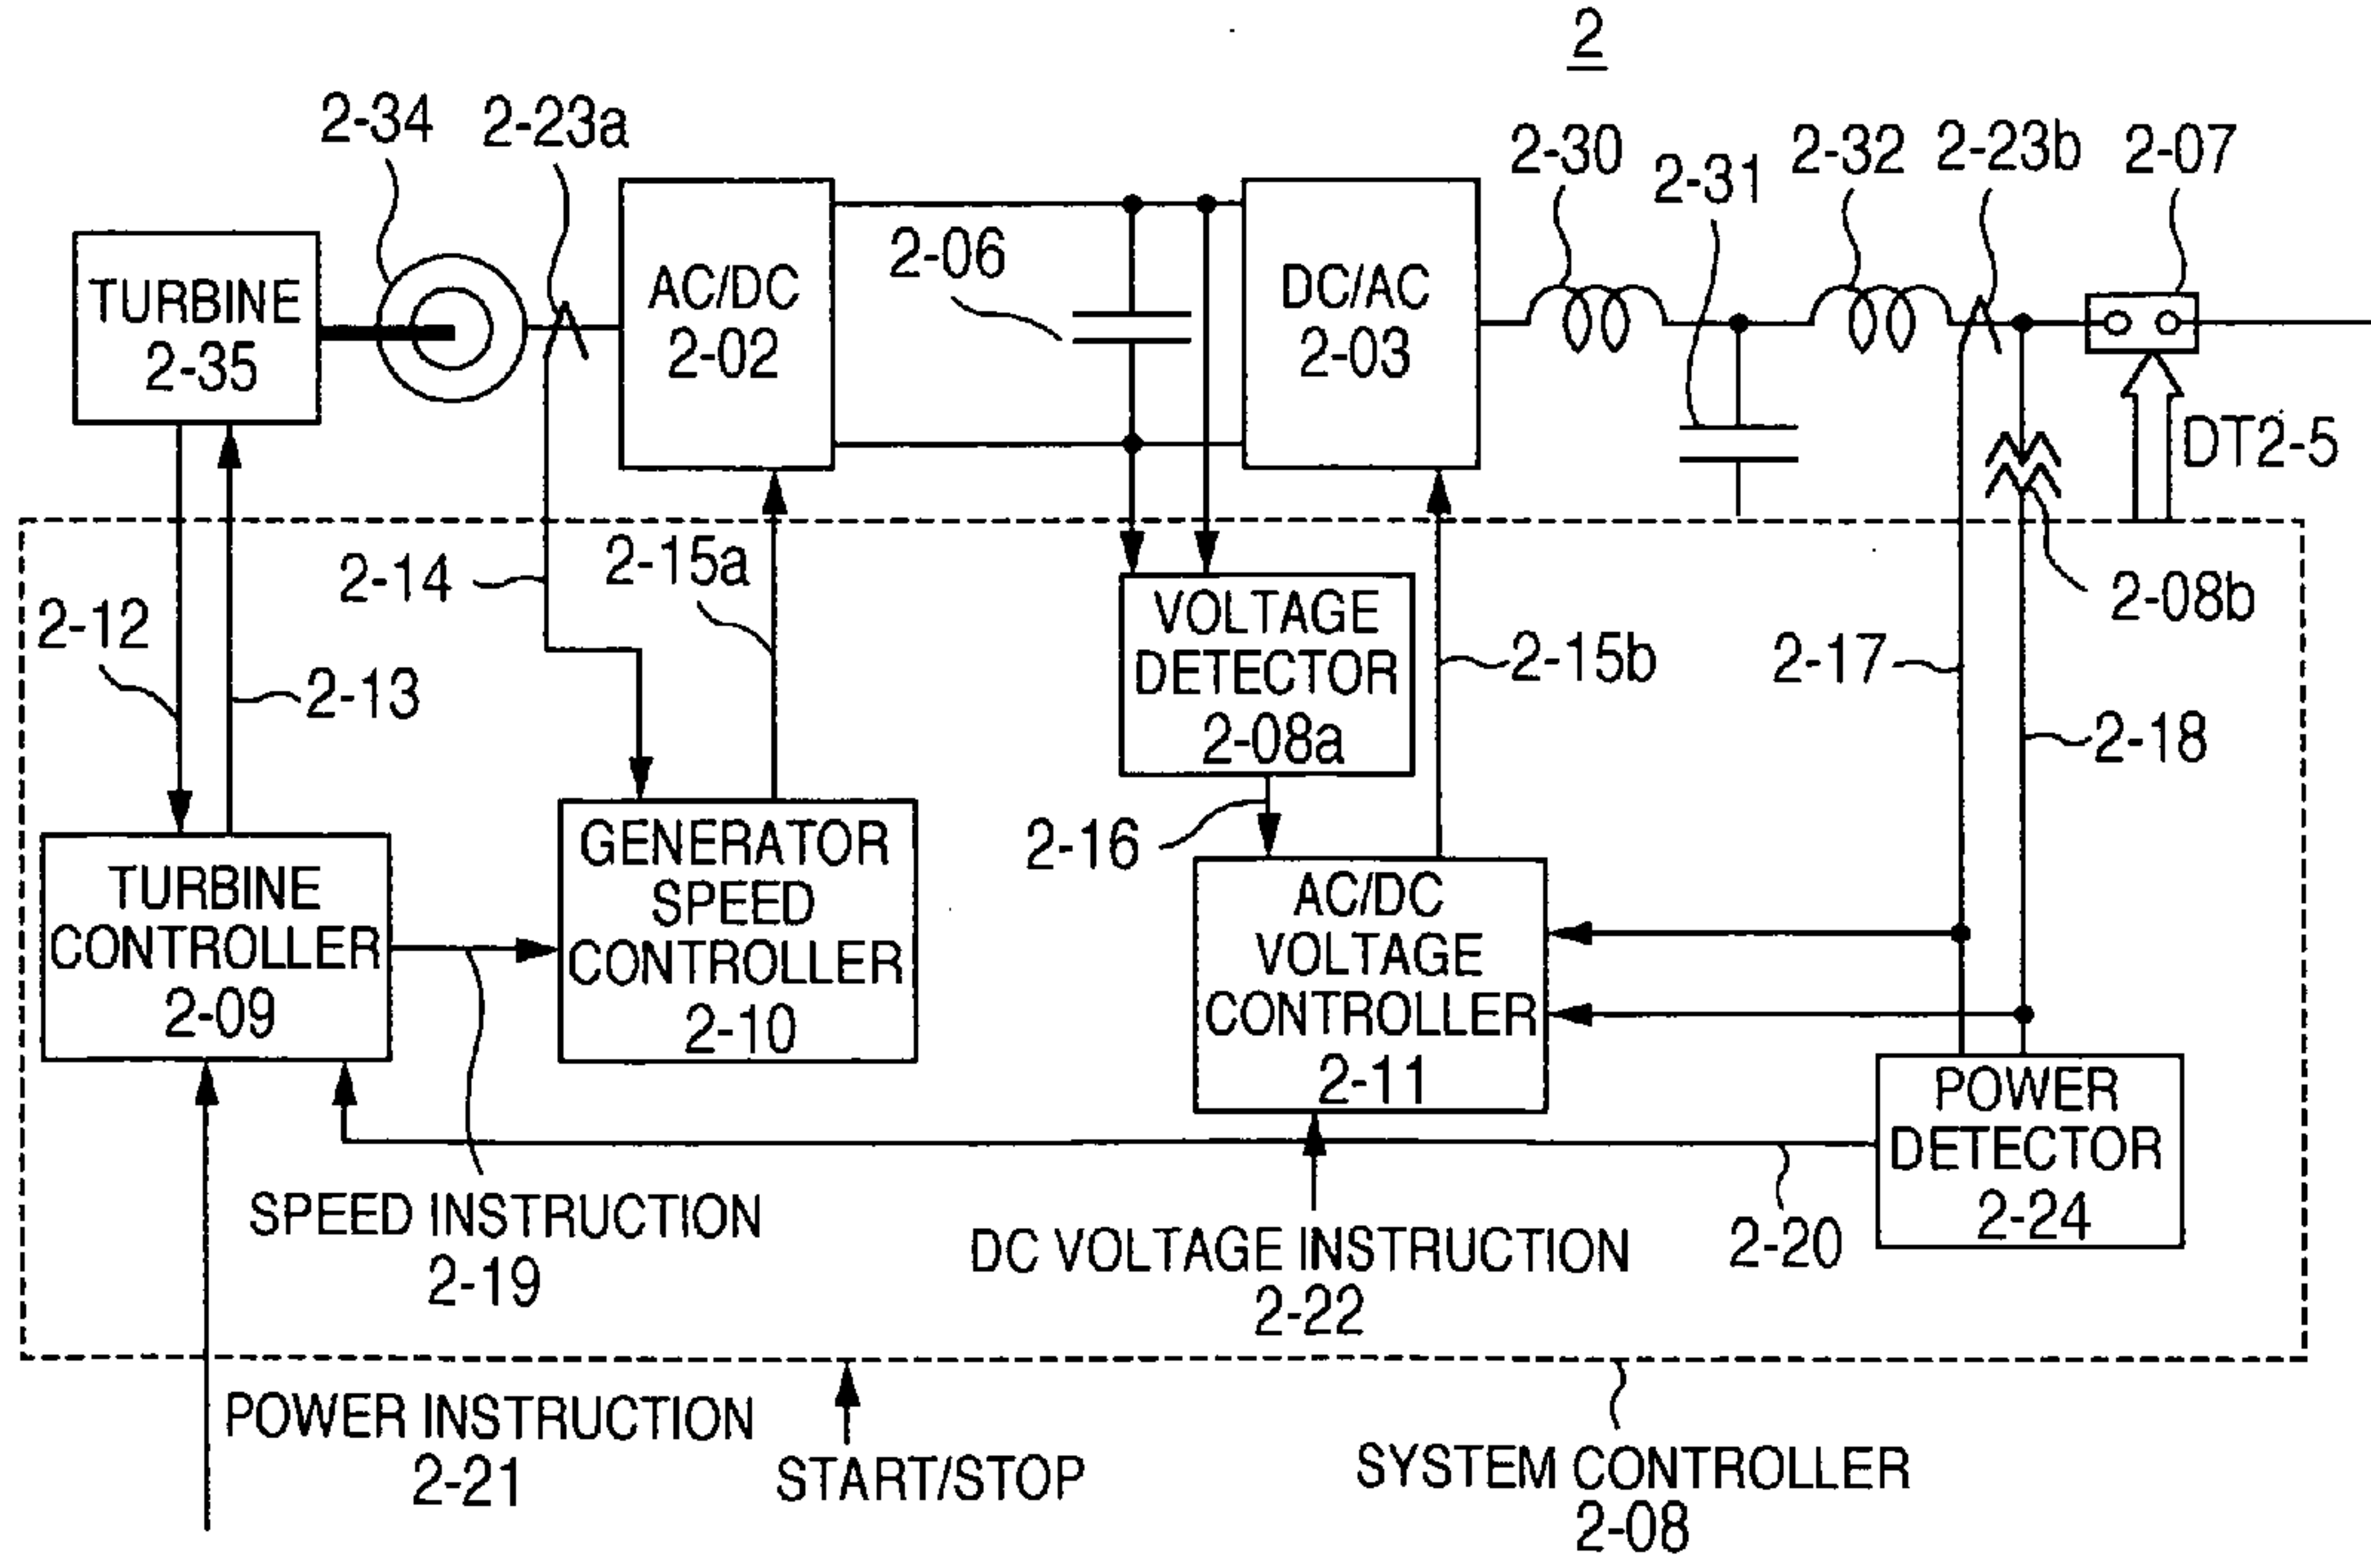 2
2-34
2-23a
2-30
2-31
2-32
2-23b
2-07
TURBINE
2-35
AC/DC
2-02
2-06
DC/AC
2-03
DT2-5
2-14
2-15a
2-12
2-13
VOLTAGE
DETECTOR
2-08a
2-15b
2-17
2-08b
2-18
2-16
TURBINE
CONTROLLER
2-09
GENERATOR
SPEED
CONTROLLER
2-10
AC/DC
VOLTAGE
CONTROLLER
2-11
POWER
DETECTOR
2-24
SPEED INSTRUCTION
2-19
DC VOLTAGE INSTRUCTION
2-22
2-20
POWER INSTRUCTION
2-21
START/STOP
SYSTEM CONTROLLER
2-08